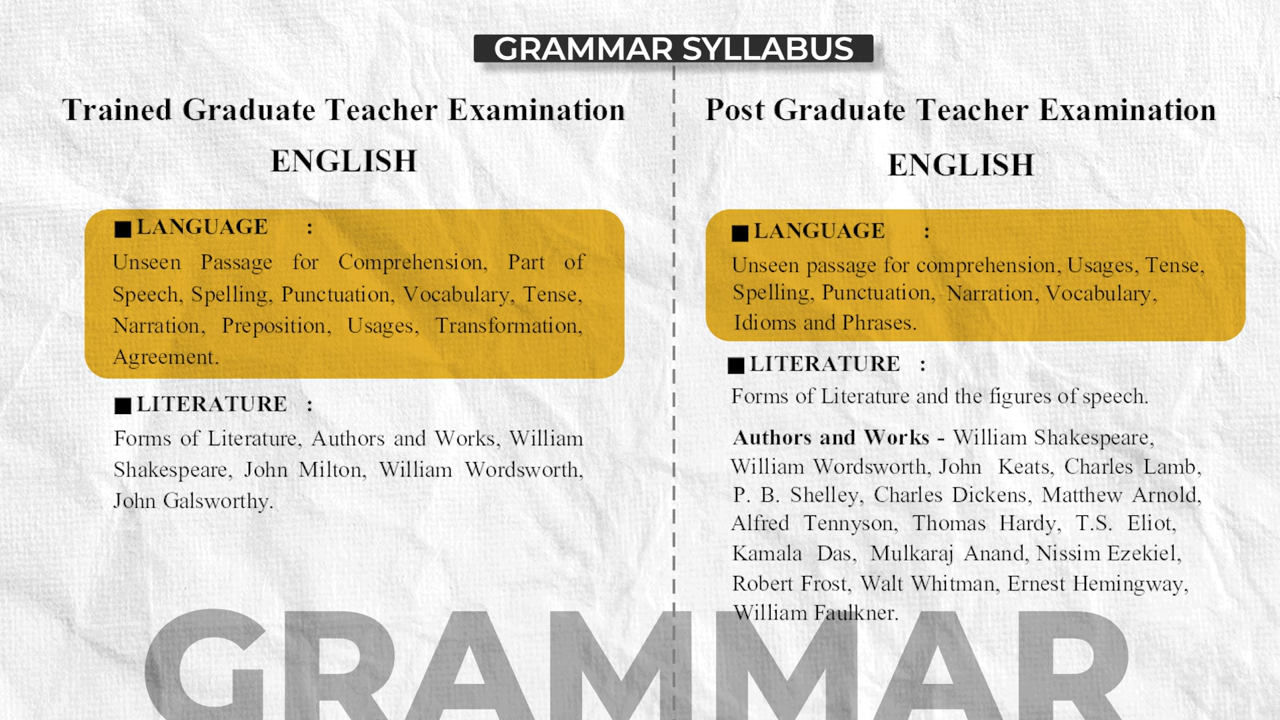 GRAMMAR SYLLABUS
Trained Graduate Teacher Examination
ENGLISH
■ LANGUAGE :
Unseen Passage for Comprehension, Part of
Speech, Spelling, Punctuation, Vocabulary, Tense,
Narration, Preposition, Usages, Transformation,
Agreement.
■ LITERATURE :
Forms of Literature, Authors and Works, William
Shakespeare, John Milton, William Wordsworth,
John Galsworthy.
Post Graduate Teacher Examination
ENGLISH
■ LANGUAGE :
Unseen passage for comprehension, Usages, Tense,
Spelling, Punctuation, Narration, Vocabulary,
Idioms and Phrases.
■ LITERATURE :
Forms of Literature and the figures of speech.
Authors and Works - William Shakespeare,
William Wordsworth, John Keats, Charles Lamb,
P. B. Shelley, Charles Dickens, Matthew Arnold,
Alfred Tennyson, Thomas Hardy, T.S. Eliot,
Kamala Das, Mulkaraj Anand, Nissim Ezekiel,
Robert Frost, Walt Whitman, Ernest Hemingway,
William Faulkner.
GRAMMAR